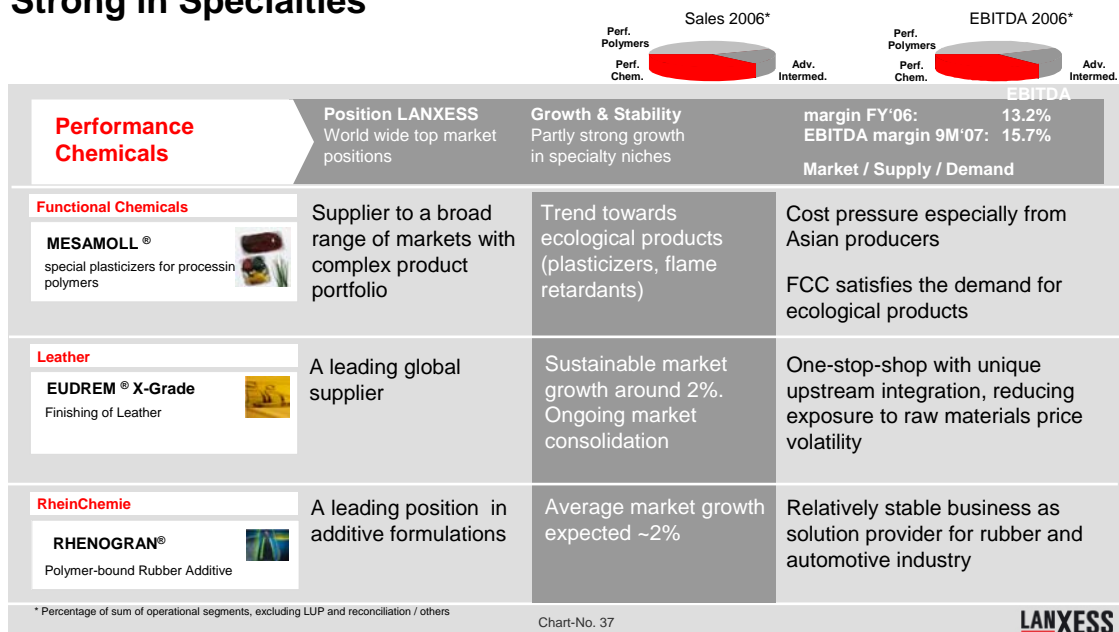 Strong in Specialties
Sales 2006*
Perf.
Polymers
Perf.
Chem.
Adv.
Intermed.
EBITDA 2006*
Perf.
Polymers
Perf.
Chem.
Adv.
Intermed.
Performance
Chemicals
Position LANXESS
World wide top market
positions
Growth & Stability
Partly strong growth
in specialty niches
EBITDA
margin FY‘06: 13.2%
EBITDA margin 9M‘07: 15.7%
Market / Supply / Demand
Functional Chemicals
MESAMOLL ®
special plasticizers for processin
polymers
Supplier to a broad
range of markets with
complex product
portfolio
Trend towards
ecological products
(plasticizers, flame
retardants)
Cost pressure especially from
Asian producers
FCC satisfies the demand for
ecological products
Leather
EUDREM ® X-Grade
Finishing of Leather
A leading global
supplier
Sustainable market
growth around 2%.
Ongoing market
consolidation
One-stop-shop with unique
upstream integration, reducing
exposure to raw materials price
volatility
RheinChemie
RHENOGRAN®
Polymer-bound Rubber Additive
A leading position in
additive formulations
Average market growth
expected ~2%
Relatively stable business as
solution provider for rubber and
automotive industry
* Percentage of sum of operational segments, excluding LUP and reconciliation / others
Chart-No. 37
LANXESS